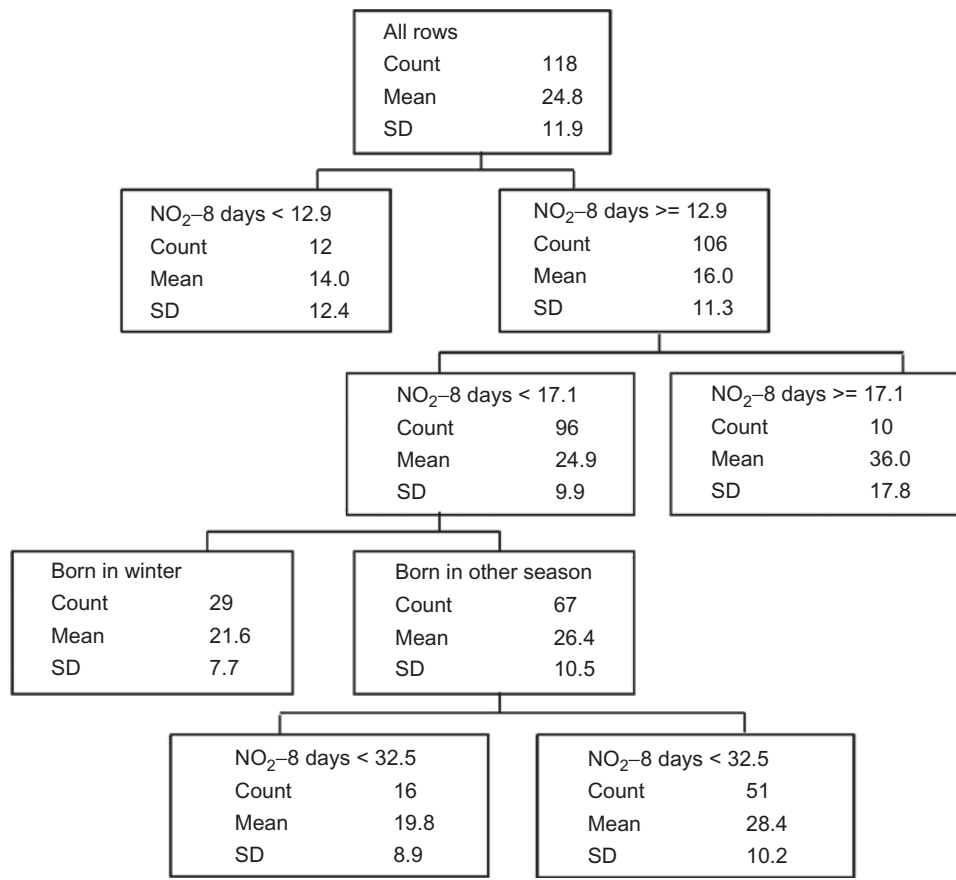 All rows
Count 118
Mean 24.8
SD 11.9
NO₂–8 days < 12.9
Count 12
Mean 14.0
SD 12.4
NO₂–8 days >= 12.9
Count 106
Mean 16.0
SD 11.3
NO₂–8 days < 17.1
Count 96
Mean 24.9
SD 9.9
NO₂–8 days >= 17.1
Count 10
Mean 36.0
SD 17.8
Born in winter
Count 29
Mean 21.6
SD 7.7
Born in other season
Count 67
Mean 26.4
SD 10.5
NO₂–8 days < 32.5
Count 16
Mean 19.8
SD 8.9
NO₂–8 days < 32.5
Count 51
Mean 28.4
SD 10.2